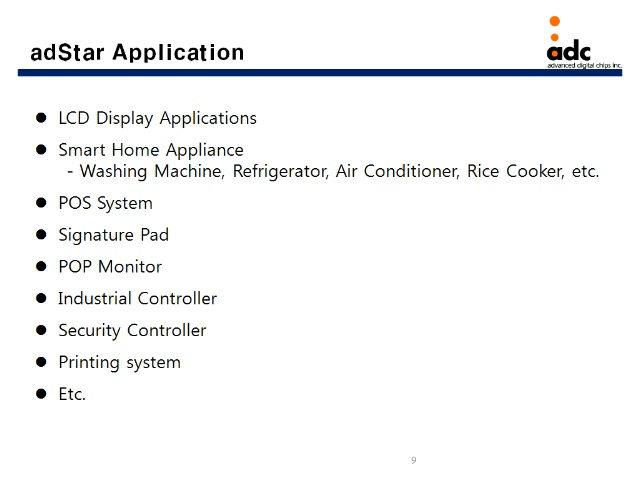 adStar Application
adc
advanced digital chips inc.
● LCD Display Applications
● Smart Home Appliance
- Washing Machine, Refrigerator, Air Conditioner, Rice Cooker, etc.
● POS System
● Signature Pad
● POP Monitor
● Industrial Controller
● Security Controller
● Printing system
● Etc.
9